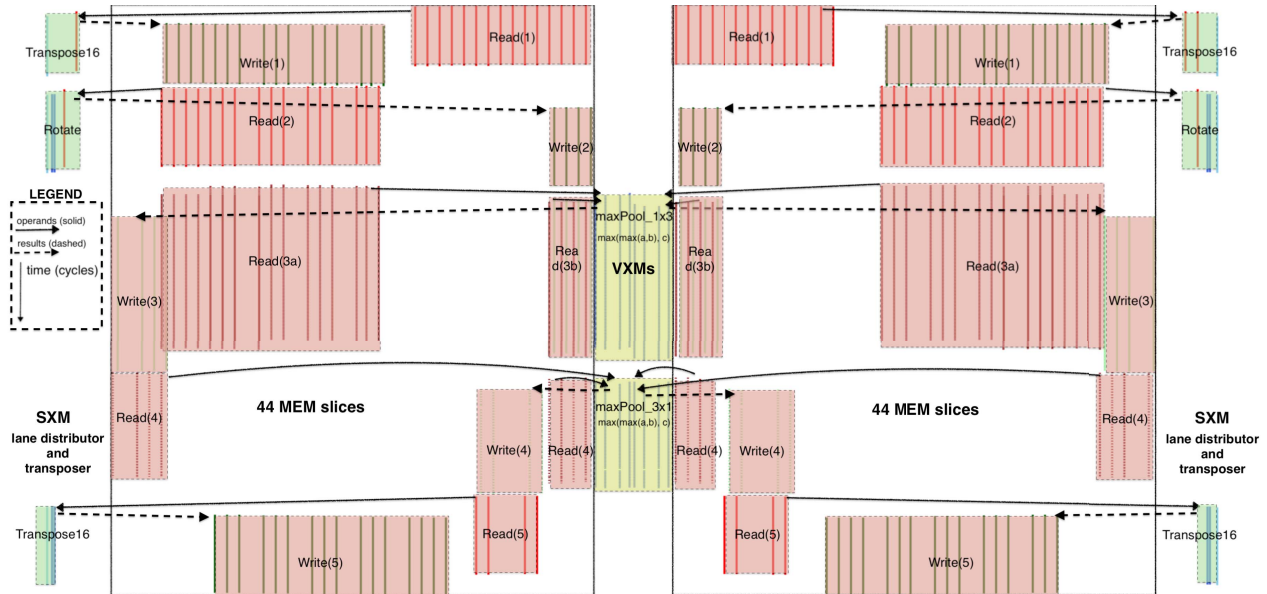 Read(1)
Read(1)
Transpose16
Write(1)
Write(1)
Transpose16
Rotate
Read(2)
Write(2)
Write(2)
Read(2)
Rotate
LEGEND
operands (solid)
results (dashed)
time (cycles)
maxPool_1x3
max(max(a,b), c)
VXMs
Write(3)
Read(3a)
Rea
d(3b)
Rea
d(3b)
Read(3a)
Write(3)
maxPool_3x1
max(max(a,b), c)
SXM
lane distributor
and
transposer
Read(4)
44 MEM slices
Write(4)
Read(4)
Read(4)
Write(4)
44 MEM slices
Read(4)
SXM
lane distributor
and
transposer
Transpose16
Write(5)
Read(5)
Read(5)
Write(5)
Transpose16